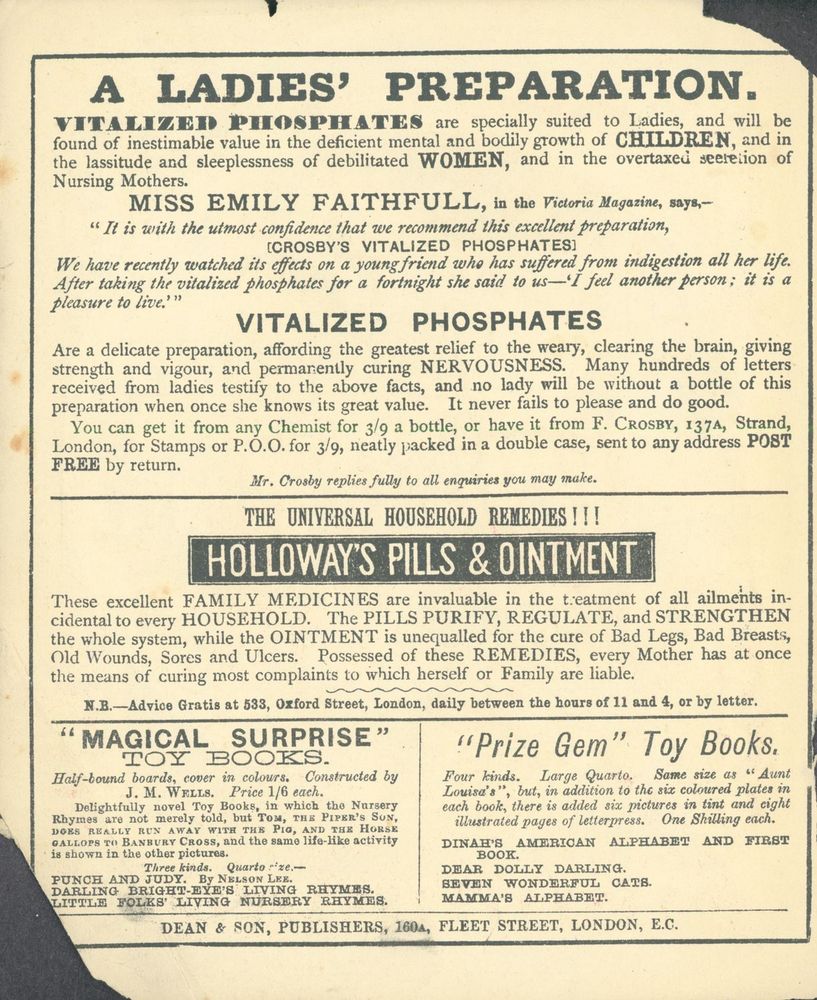 A LADIES' PREPARATION.
VITALIZED PHOSPHATES are specially suited to Ladies, and will be
found of inestimable value in the deficient mental and bodily growth of CHILDREN, and in
the lassitude and sleeplessness of debilitated WOMEN, and in the overtaxed secretion of
Nursing Mothers.
MISS EMILY FAITHFULL, in the Victoria Magazine, says,—
"It is with the utmost confidence that we recommend this excellent preparation,
[CROSBY'S VITALIZED PHOSPHATES]
We have recently watched its effects on a young friend who has suffered from indigestion all her life.
After taking the vitalized phosphates for a fortnight she said to us—'I feel another person; it is a
pleasure to live.'"
VITALIZED PHOSPHATES
Are a delicate preparation, affording the greatest relief to the weary, clearing the brain, giving
strength and vigour, and permanently curing NERVOUSNESS. Many hundreds of letters
received from ladies testify to the above facts, and no lady will be without a bottle of this
preparation when once she knows its great value. It never fails to please and do good.
You can get it from any Chemist for 3/9 a bottle, or have it from F. CROSBY, 137A, Strand,
London, for Stamps or P.O.O. for 3/9, neatly packed in a double case, sent to any address POST
FREE by return.
Mr. Crosby replies fully to all enquiries you may make.
THE UNIVERSAL HOUSEHOLD REMEDIES!!!
HOLLOWAY'S PILLS & OINTMENT
These excellent FAMILY MEDICINES are invaluable in the treatment of all ailments in-
cidental to every HOUSEHOLD. The PILLS PURIFY, REGULATE, and STRENGTHEN
the whole system, while the OINTMENT is unequalled for the cure of Bad Legs, Bad Breasts,
Old Wounds, Sores and Ulcers. Possessed of these REMEDIES, every Mother has at once
the means of curing most complaints to which herself or Family are liable.
N.B.—Advice Gratis at 533, Oxford Street, London, daily between the hours of 11 and 4, or by letter.
"MAGICAL SURPRISE"
TOY BOOKS.
Half-bound boards, cover in colours. Constructed by
J. M. WELLS. Price 1/6 each.
Delightfully novel Toy Books, in which the Nursery
Rhymes are not merely told, but TOM, THE PIPER'S SON,
DOES REALLY RUN AWAY WITH THE PIG, AND THE HORSE
GALLOPS TO BANBURY CROSS, and the same life-like activity
is shown in the other pictures.
Three kinds. Quarto size.—
PUNCH AND JUDY. By NELSON LEE.
DARLING BRIGHT-EYE'S LIVING RHYMES.
LITTLE FOLKS' LIVING NURSERY RHYMES.
"Prize Gem" Toy Books.
Four kinds. Large Quarto. Same size as "Aunt
Louisa's", but, in addition to the six coloured plates in
each book, there is added six pictures in tint and eight
illustrated pages of letterpress. One Shilling each.
DINAH'S AMERICAN ALPHABET AND FIRST
BOOK.
DEAR DOLLY DARLING.
SEVEN WONDERFUL CATS.
MAMMA'S ALPHABET.
DEAN & SON, PUBLISHERS, 160A, FLEET STREET, LONDON, E.C.